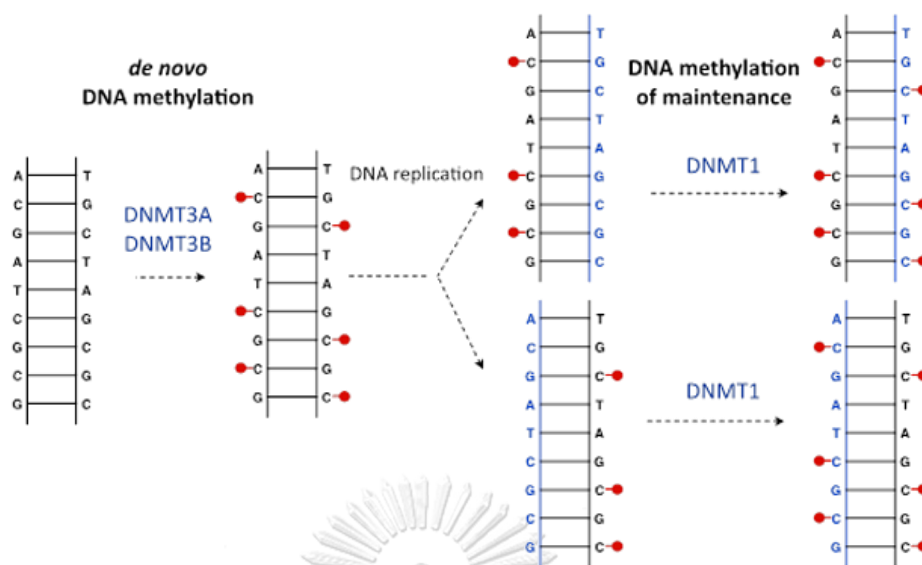 de novo
DNA methylation
A T
C G
G C
A T
T A
C G
G C
C G
G C
DNMT3A
DNMT3B
A T
C G
G C
A T
T A
C G
G C
C G
G C
DNA replication
A T
C G
G C
A T
T A
C G
G C
C G
G C
DNA methylation
of maintenance
DNMT1
A T
C G
G C
A T
T A
C G
G C
C G
G C
A T
C G
G C
A T
T A
C G
G C
C G
G C
DNMT1
A T
C G
G C
A T
T A
C G
G C
C G
G C